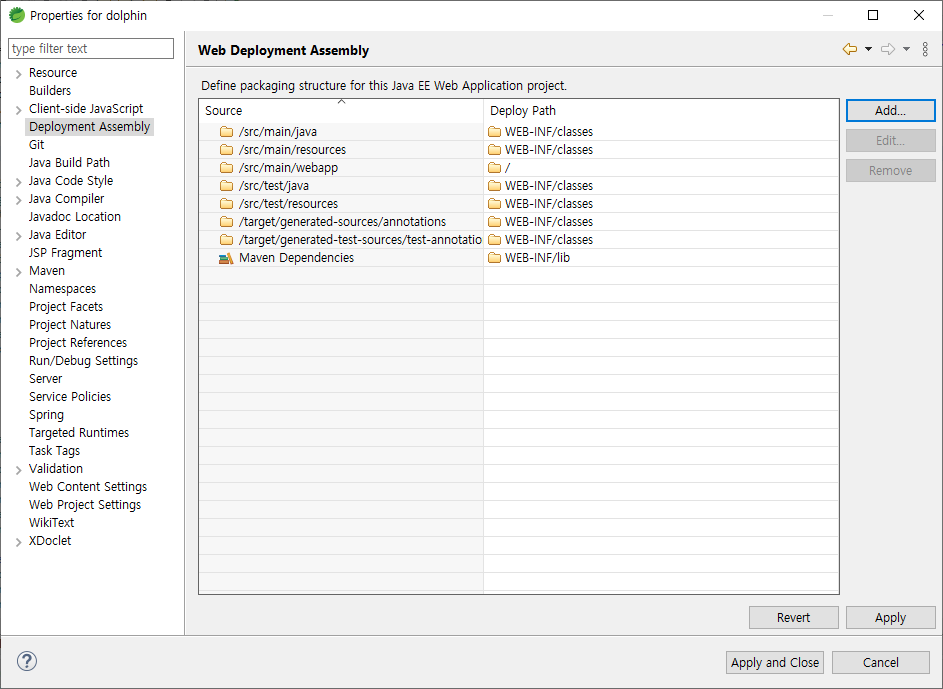 Properties for dolphin
type filter text
Resource
Builders
Client-side JavaScript
Deployment Assembly
Git
Java Build Path
Java Code Style
Java Compiler
Javadoc Location
Java Editor
JSP Fragment
Maven
Namespaces
Project Facets
Project Natures
Project References
Run/Debug Settings
Server
Service Policies
Spring
Targeted Runtimes
Task Tags
Validation
Web Content Settings
Web Project Settings
WikiText
XDoclet
Web Deployment Assembly
Define packaging structure for this Java EE Web Application project.
Source Deploy Path
/src/main/java WEB-INF/classes
/src/main/resources WEB-INF/classes
/src/main/webapp /
/src/test/java WEB-INF/classes
/src/test/resources WEB-INF/classes
/target/generated-sources/annotations WEB-INF/classes
/target/generated-test-sources/test-annotatio WEB-INF/classes
Maven Dependencies WEB-INF/lib
Add...
Edit...
Remove
Revert Apply
? Apply and Close Cancel